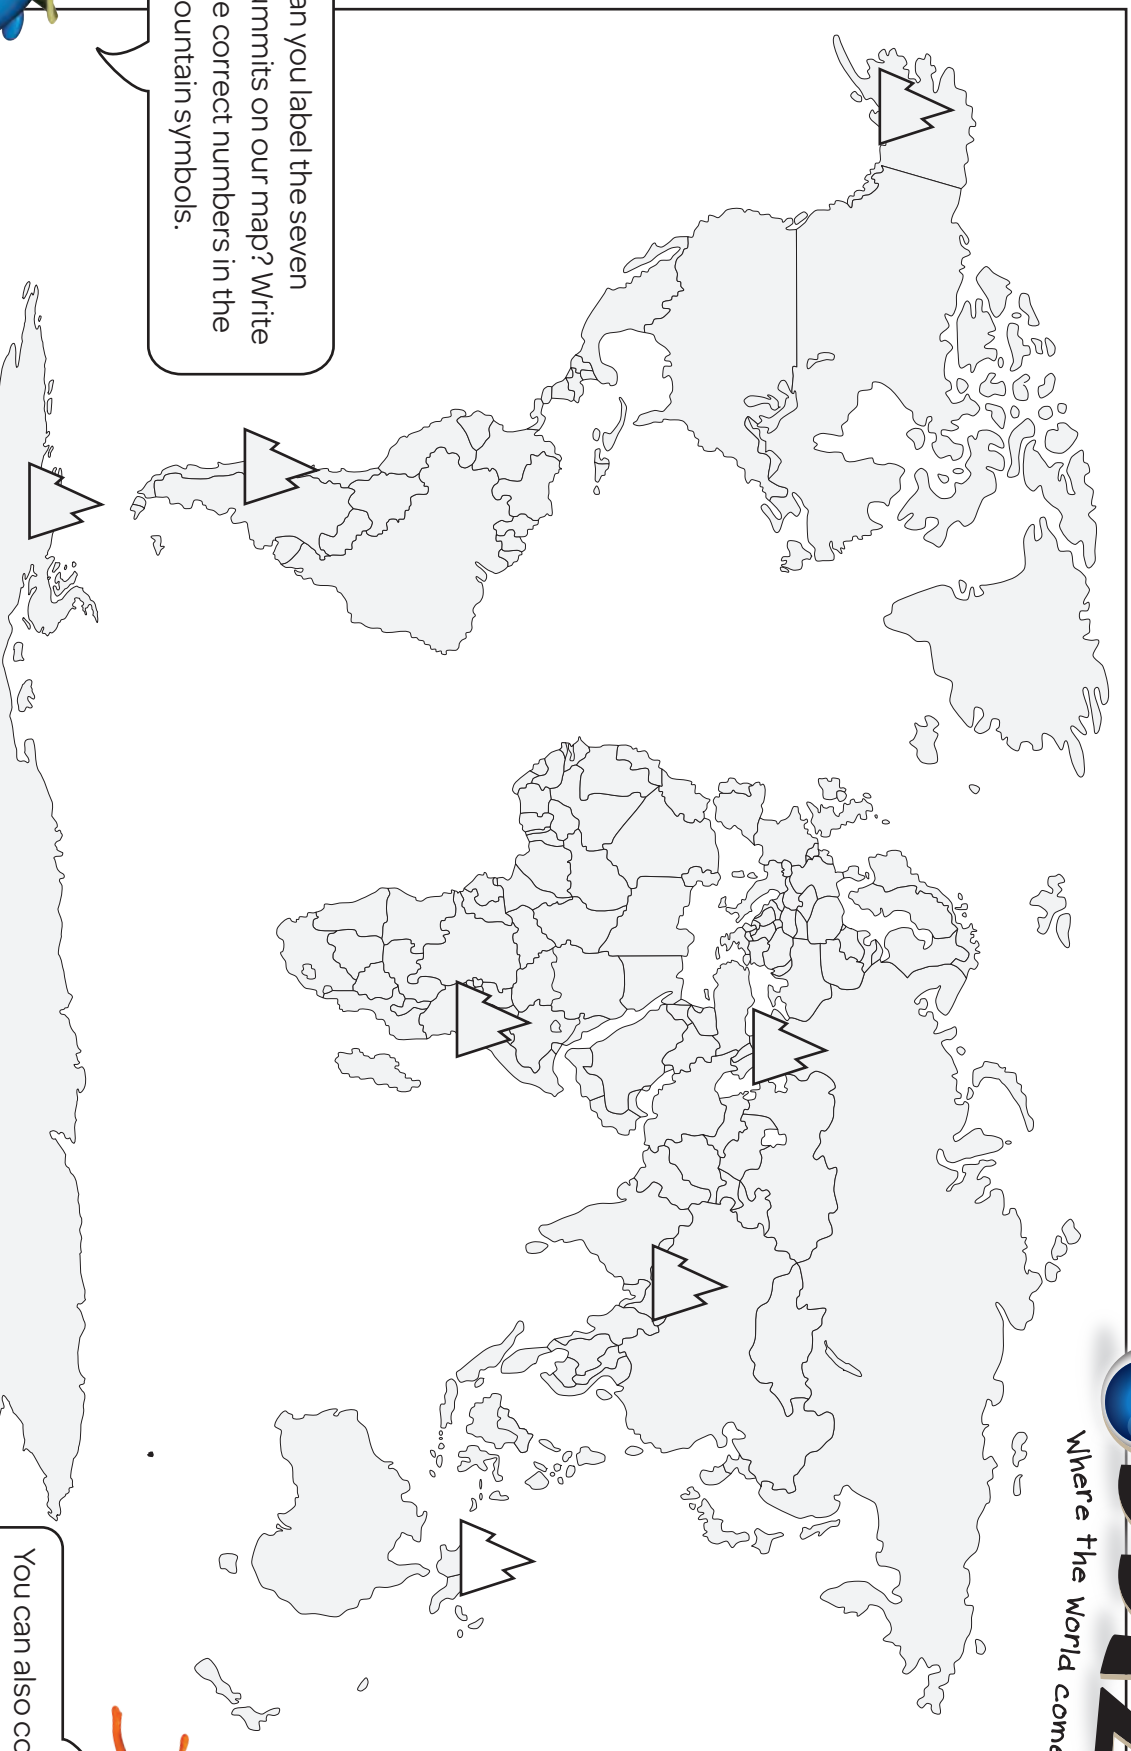 an you label the seven
ummits on our map? Write
e correct numbers in the
ountain symbols.
Where the World come
You can also co